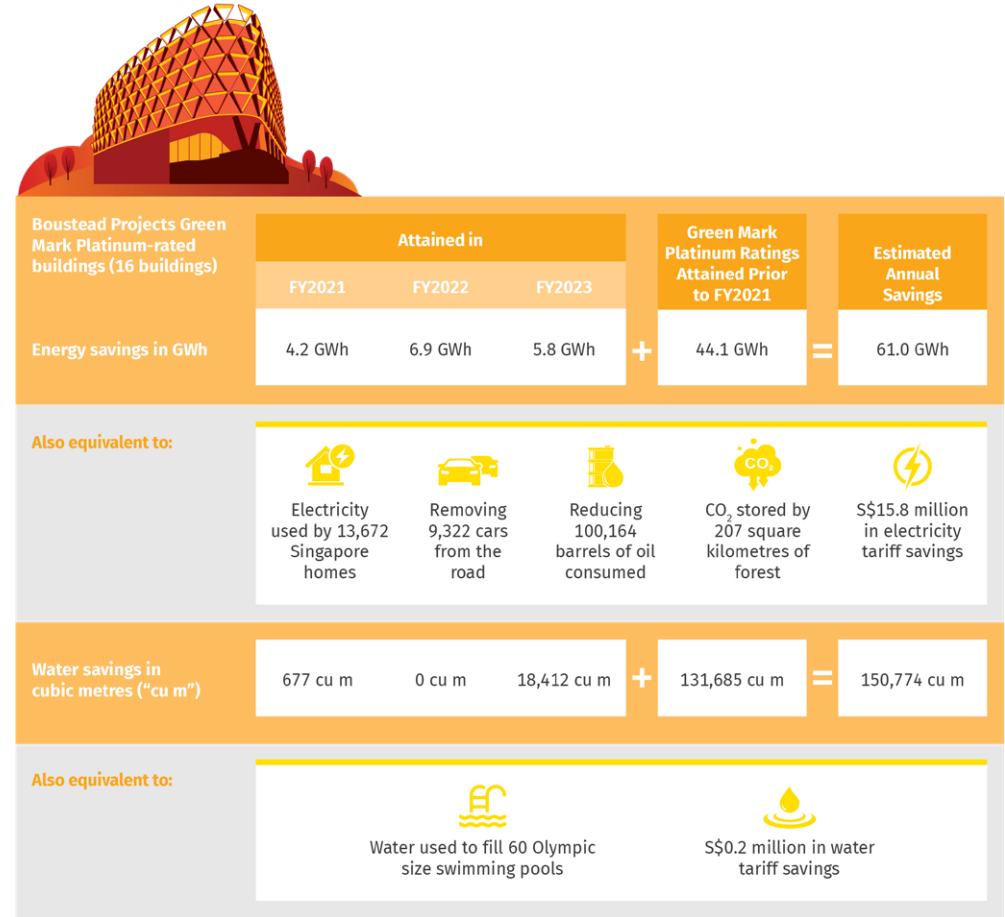 Boustead Projects Green
Mark Platinum-rated
buildings (16 buildings)
Attained in
FY2021 FY2022 FY2023
Green Mark
Platinum Ratings
Attained Prior
to FY2021
Estimated
Annual
Savings
Energy savings in GWh
4.2 GWh 6.9 GWh 5.8 GWh + 44.1 GWh = 61.0 GWh
Also equivalent to:
Electricity
used by 13,672
Singapore
homes
Removing
9,322 cars
from the
road
Reducing
100,164
barrels of oil
consumed
CO₂
CO₂ stored by
207 square
kilometres of
forest
S$15.8 million
in electricity
tariff savings
Water savings in
cubic metres (“cu m”)
677 cu m 0 cu m 18,412 cu m + 131,685 cu m = 150,774 cu m
Also equivalent to:
Water used to fill 60 Olympic
size swimming pools
S$0.2 million in water
tariff savings